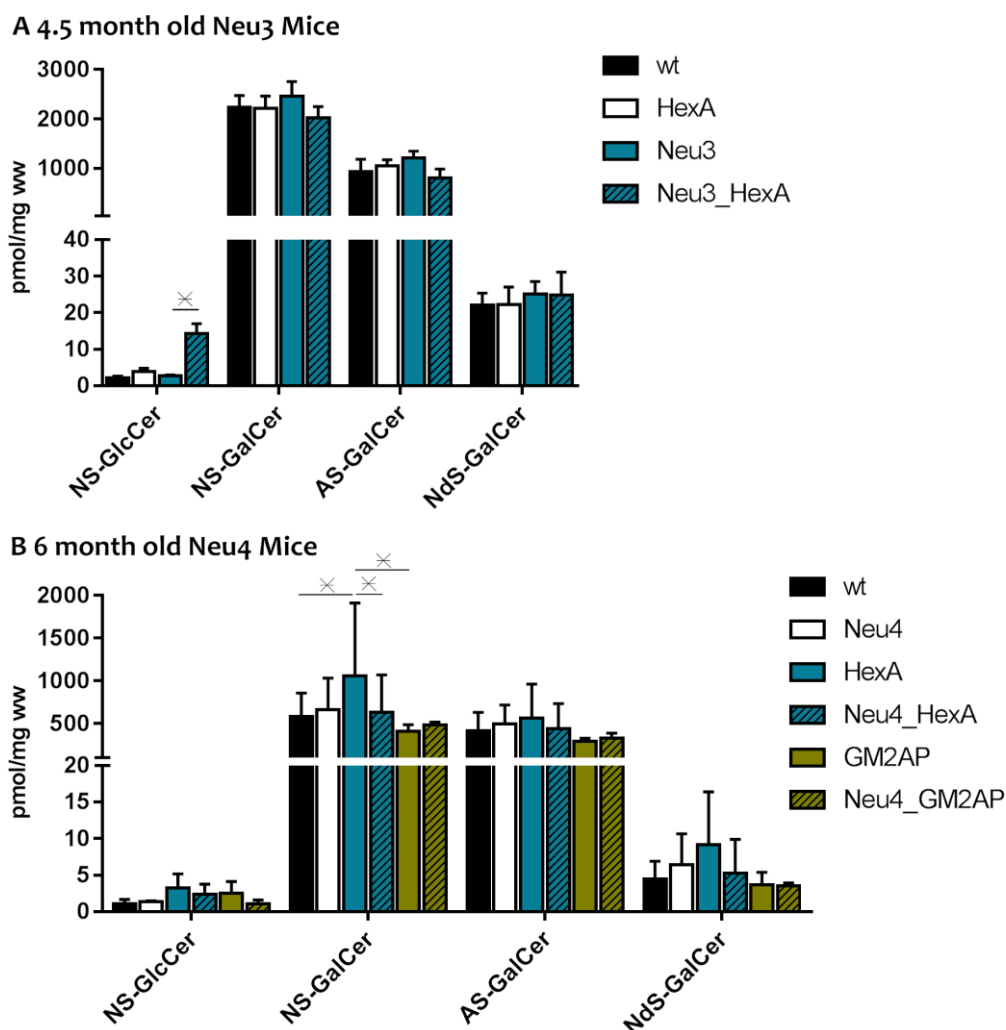 A 4.5 month old Neu3 Mice
3000
2000
1000
40
30
20
10
0
pmol/mg ww
wt
HexA
Neu3
Neu3_HexA
NS-GlcCer
NS-GalCer
AS-GalCer
NdS-GalCer
B 6 month old Neu4 Mice
2000
1500
1000
500
20
15
10
5
0
pmol/mg ww
wt
Neu4
HexA
Neu4_HexA
GM2AP
Neu4_GM2AP
NS-GlcCer
NS-GalCer
AS-GalCer
NdS-GalCer